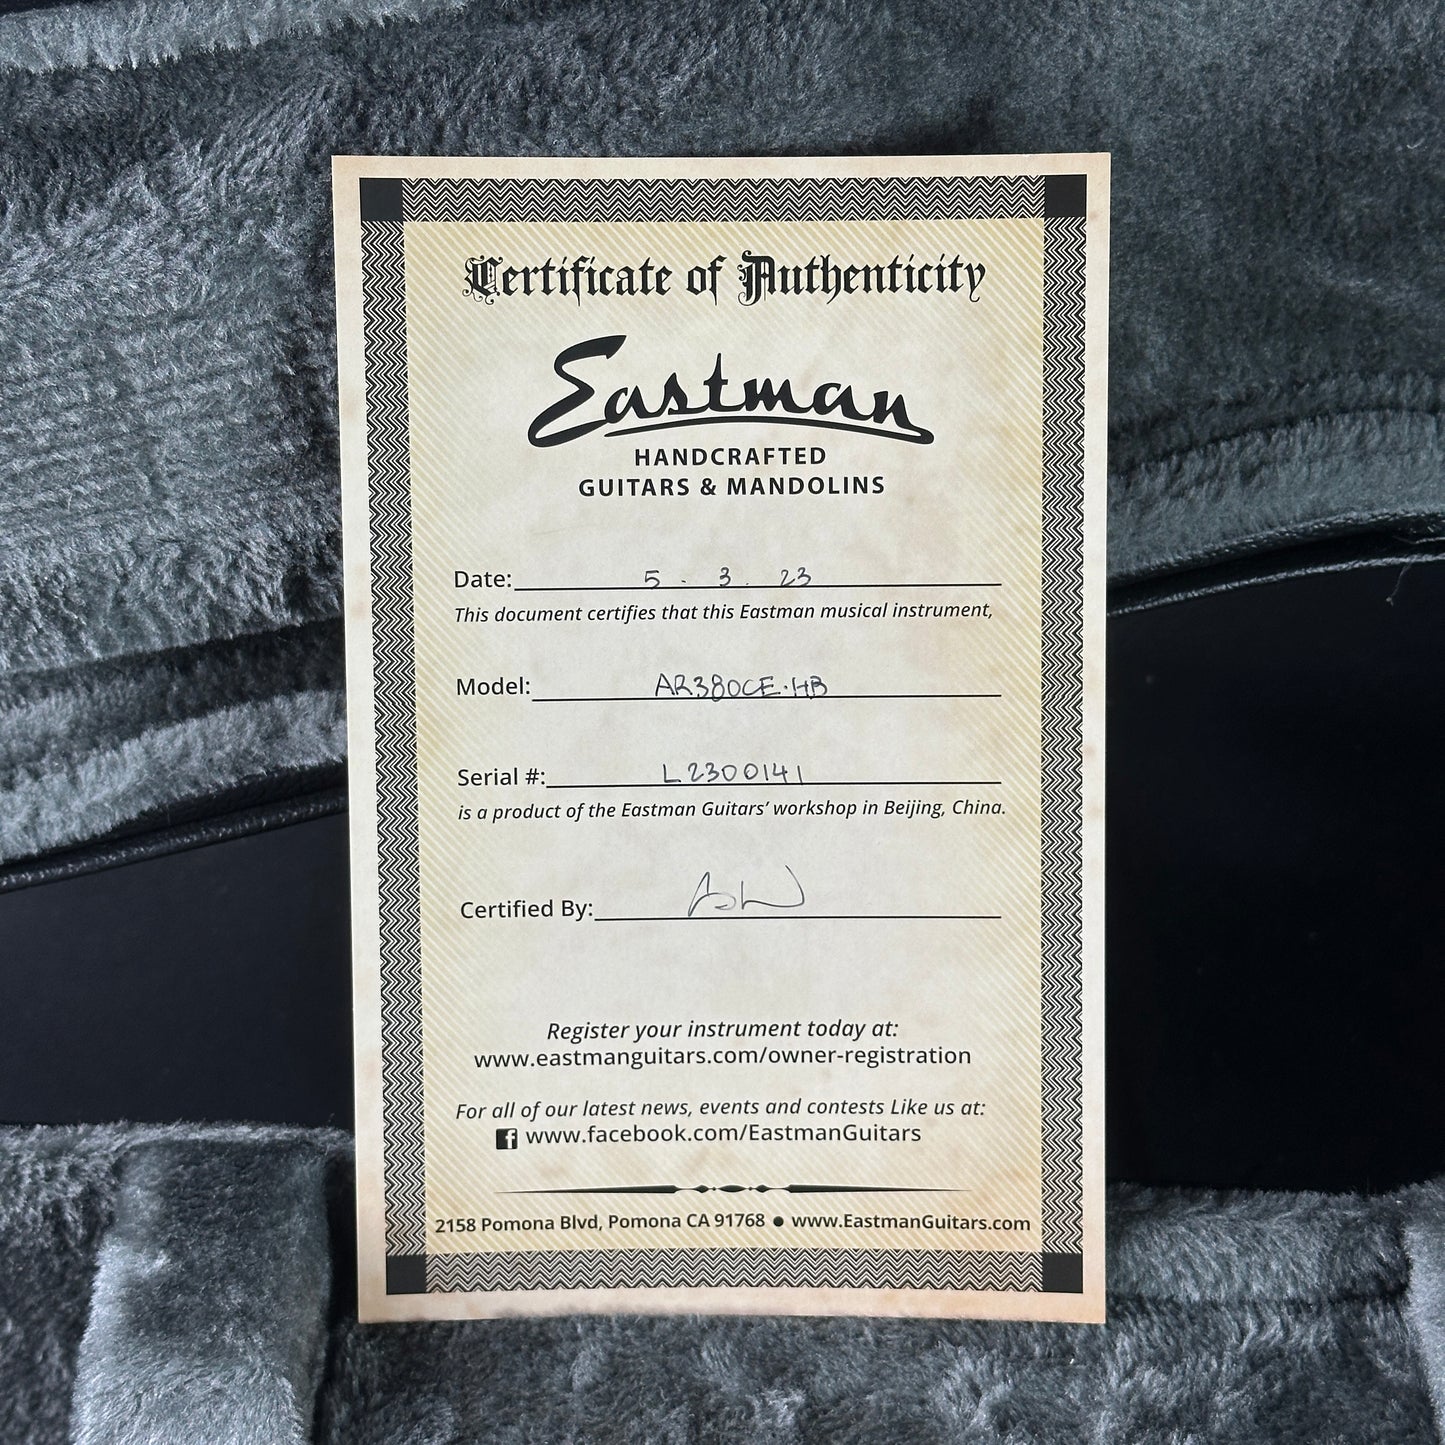 Certificate of Authenticity
Eastman
HANDCRAFTED
GUITARS & MANDOLINS
Date: 5 . 3 . 23
This document certifies that this Eastman musical instrument,
Model: AR380CE-HB
Serial #: L2300141
is a product of the Eastman Guitars’ workshop in Beijing, China.
Certified By:
Register your instrument today at:
www.eastmanguitars.com/owner-registration
For all of our latest news, events and contests Like us at:
f www.facebook.com/EastmanGuitars
2158 Pomona Blvd, Pomona CA 91768 ● www.EastmanGuitars.com